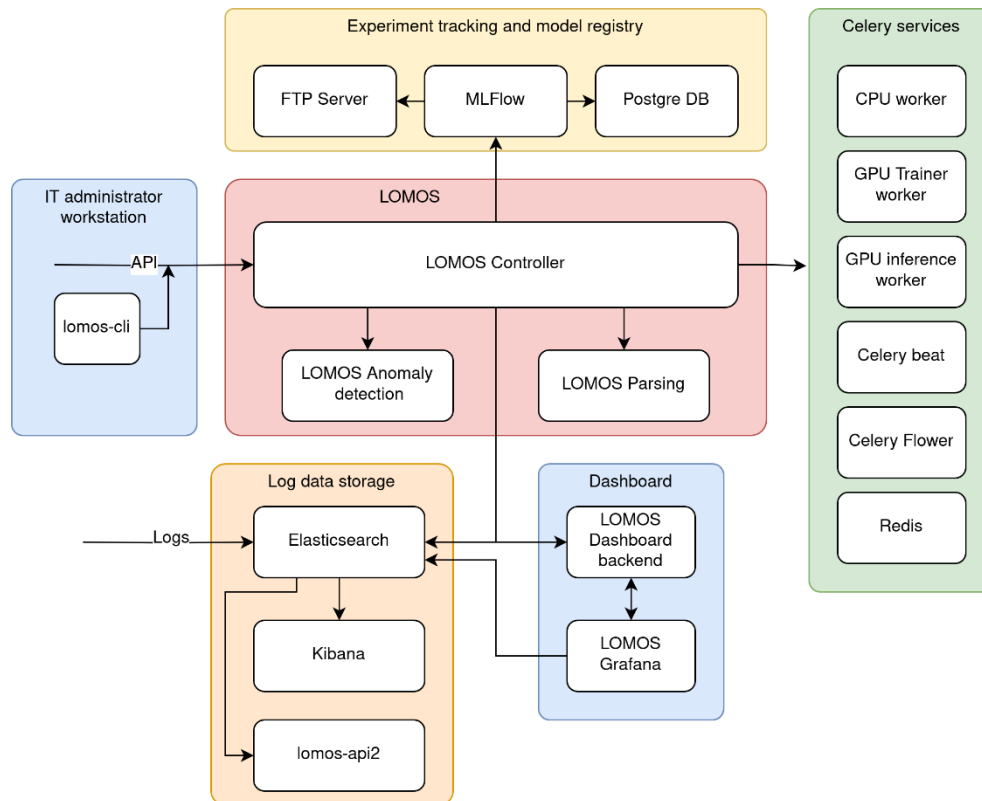 Experiment tracking and model registry
FTP Server
MLFlow
Postgre DB
Celery services
CPU worker
GPU Trainer
worker
GPU inference
worker
Celery beat
Celery Flower
Redis
IT administrator
workstation
API
lomos-cli
LOMOS
LOMOS Controller
LOMOS Anomaly
detection
LOMOS Parsing
Log data storage
Logs
Elasticsearch
Kibana
lomos-api2
Dashboard
LOMOS
Dashboard
backend
LOMOS
Grafana